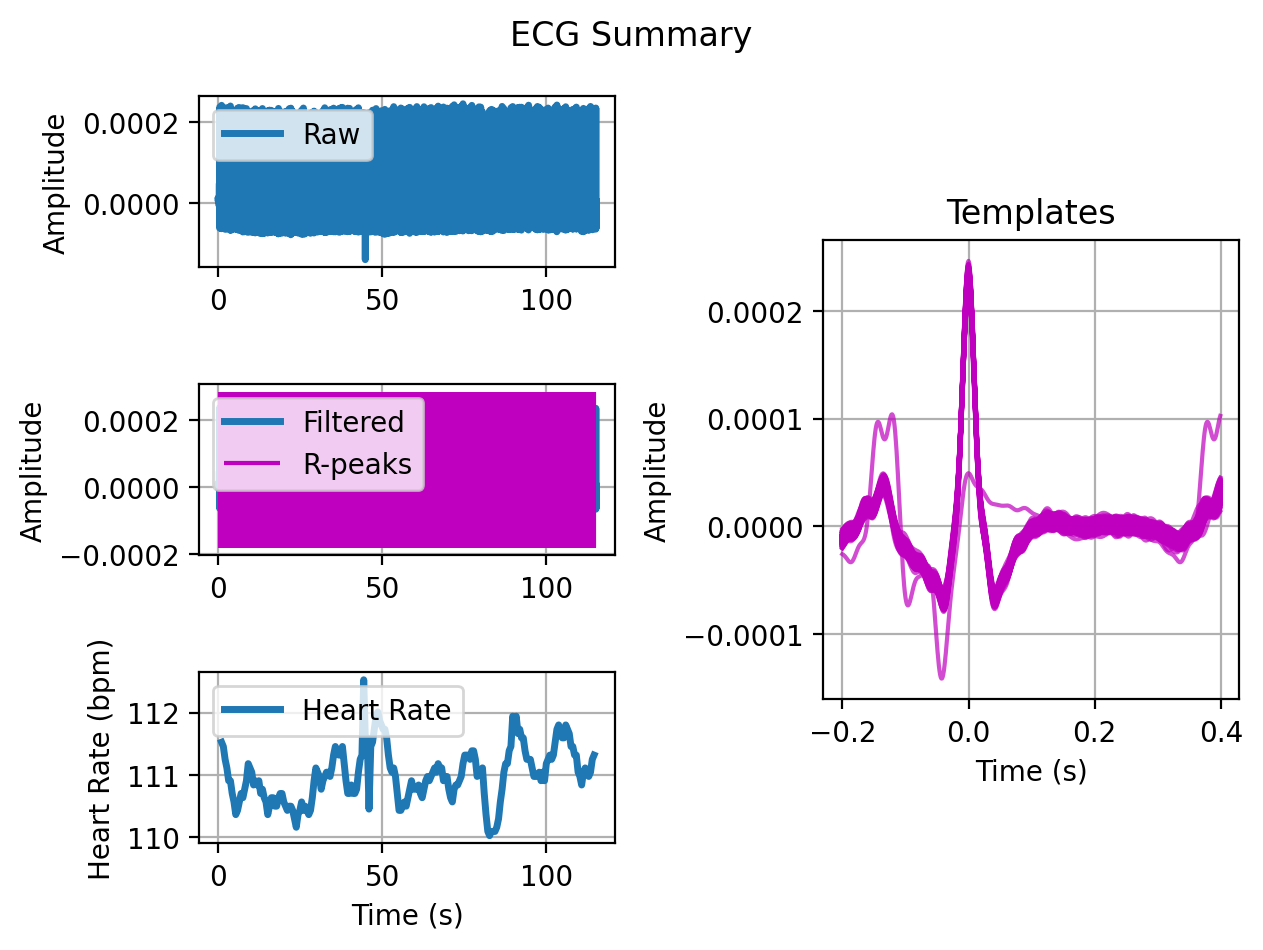 ECG Summary
Amplitude
0.0002
0.0000
Raw
0 50 100
Amplitude
0.0002
0.0000
−0.0002
Filtered
R-peaks
0 50 100
Heart Rate (bpm)
112
111
110
Heart Rate
0 50 100
Time (s)
Templates
Amplitude
0.0002
0.0001
0.0000
−0.0001
−0.2 0.0 0.2 0.4
Time (s)